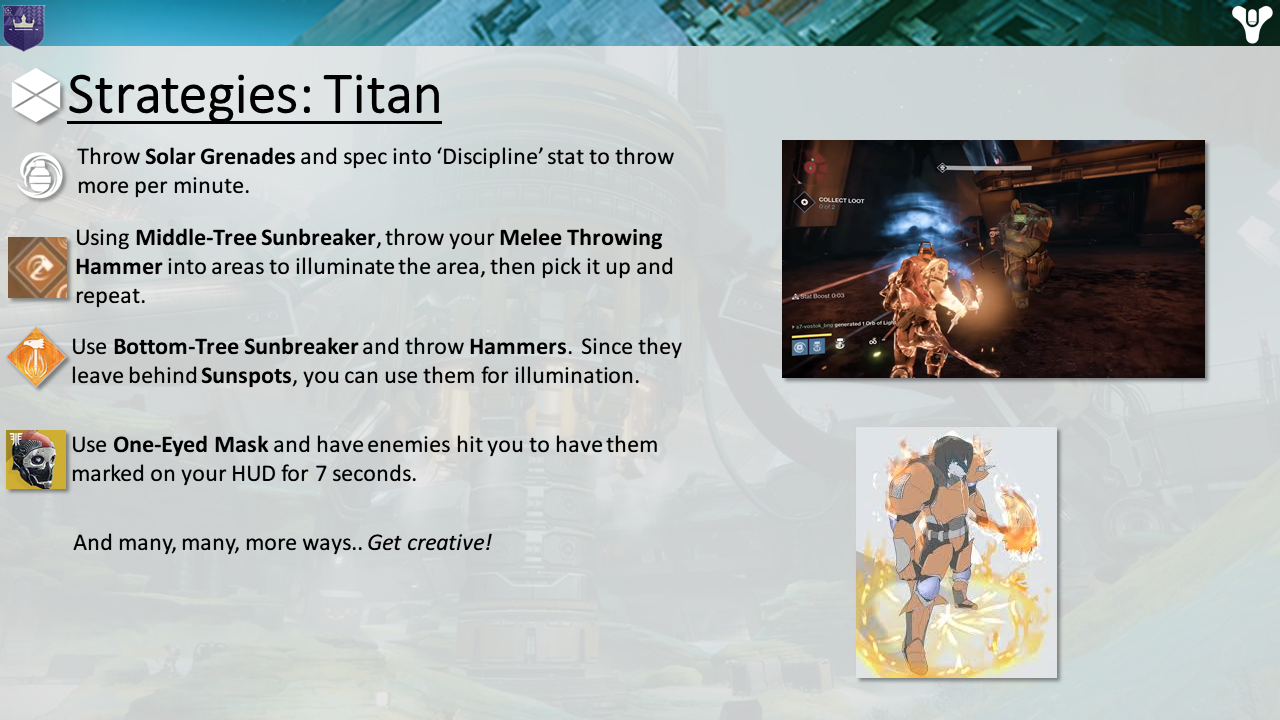 Strategies: Titan
Throw Solar Grenades and spec into ‘Discipline’ stat to throw
more per minute.
Using Middle-Tree Sunbreaker, throw your Melee Throwing
Hammer into areas to illuminate the area, then pick it up and
repeat.
Use Bottom-Tree Sunbreaker and throw Hammers.  Since they
leave behind Sunspots, you can use them for illumination.
Use One-Eyed Mask and have enemies hit you to have them
marked on your HUD for 7 seconds.
And many, many, more ways.. Get creative!
COLLECT LOOT
0 of 2
Stat Boost 0:03
generated 1 Orb of Light